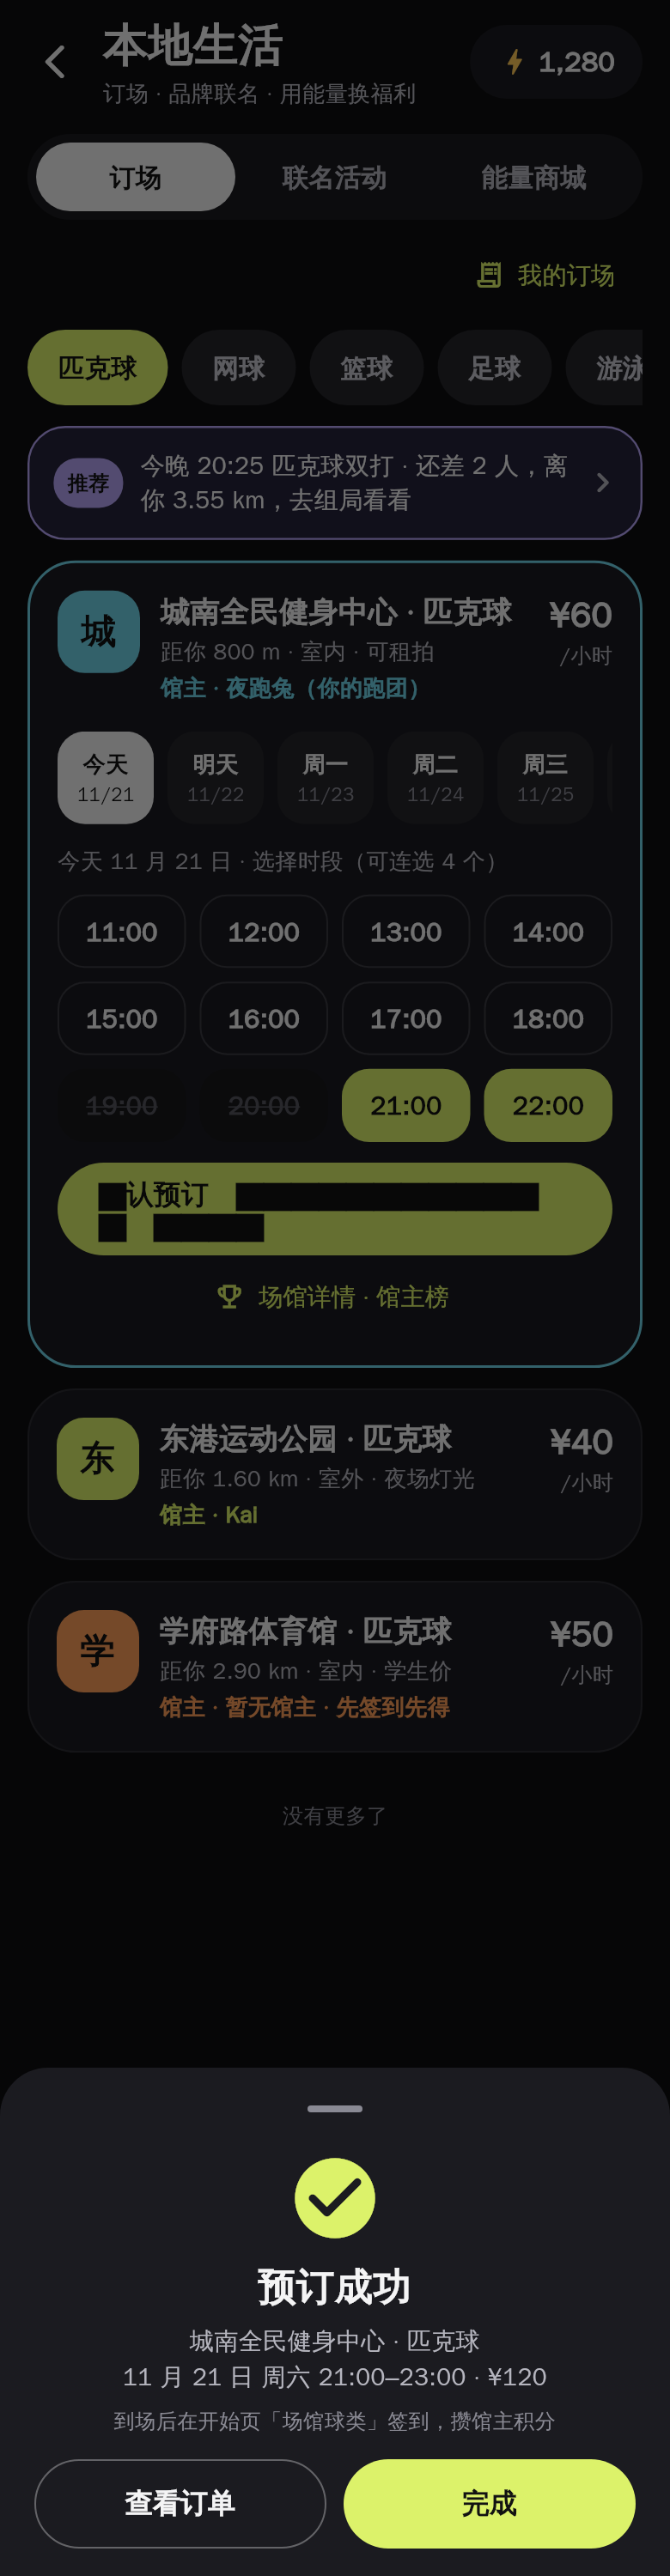 本地生活
订场 · 品牌联名 · 用能量换福利
1,280
订场
联名活动
能量商城
我的订场
匹克球
网球
篮球
足球
游泳
推荐
今晚 20:25 匹克球双打 · 还差 2 人，离
你 3.55 km，去组局看看
城
城南全民健身中心 · 匹克球
¥60
距你 800 m · 室内 · 可租拍
/小时
馆主 · 夜跑兔（你的跑团）
今天
11/21
明天
11/22
周一
11/23
周二
11/24
周三
11/25
今天 11 月 21 日 · 选择时段（可连选 4 个）
11:00
12:00
13:00
14:00
15:00
16:00
17:00
18:00
19:00
20:00
21:00
22:00
认预订
场馆详情 · 馆主榜
东
东港运动公园 · 匹克球
¥40
距你 1.60 km · 室外 · 夜场灯光
/小时
馆主 · Kai
学
学府路体育馆 · 匹克球
¥50
距你 2.90 km · 室内 · 学生价
/小时
馆主 · 暂无馆主 · 先签到先得
没有更多了
预订成功
城南全民健身中心 · 匹克球
11 月 21 日 周六 21:00–23:00 · ¥120
到场后在开始页「场馆球类」签到，攒馆主积分
查看订单
完成